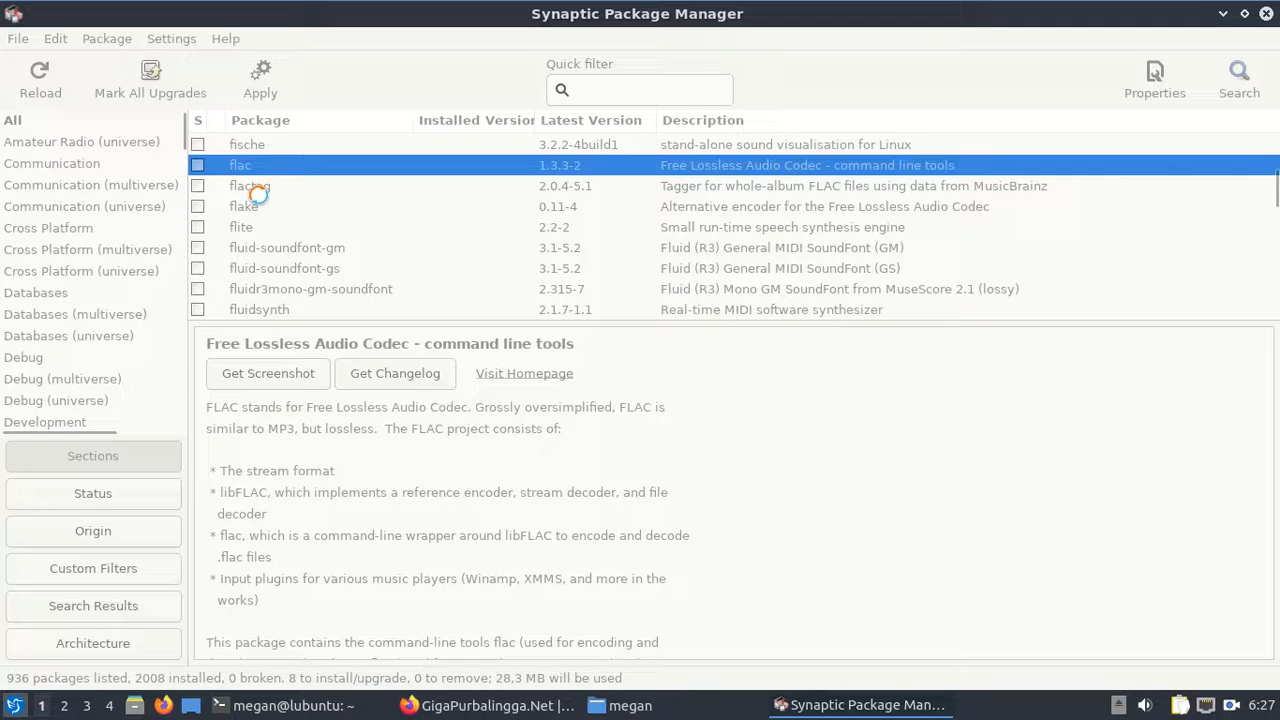 Synaptic Package Manager
File Edit Package Settings Help
Reload
Mark All Upgrades
Apply
Quick filter
Properties
Search
All
Amateur Radio (universe)
Communication
Communication (multiverse)
Communication (universe)
Cross Platform
Cross Platform (multiverse)
Cross Platform (universe)
Databases
Databases (multiverse)
Databases (universe)
Debug
Debug (multiverse)
Debug (universe)
Development
Sections
Status
Origin
Custom Filters
Search Results
Architecture
S Package Installed Version Latest Version Description
fische 3.2.2-4build1 stand-alone sound visualisation for Linux
flac 1.3.3-2 Free Lossless Audio Codec - command line tools
2.0.4-5.1 Tagger for whole-album FLAC files using data from MusicBrainz
flake 0.11-4 Alternative encoder for the Free Lossless Audio Codec
flite 2.2-2 Small run-time speech synthesis engine
fluid-soundfont-gm 3.1-5.2 Fluid (R3) General MIDI SoundFont (GM)
fluid-soundfont-gs 3.1-5.2 Fluid (R3) General MIDI SoundFont (GS)
fluidr3mono-gm-soundfont 2.315-7 Fluid (R3) Mono GM SoundFont from MuseScore 2.1 (lossy)
fluidsynth 2.1.7-1.1 Real-time MIDI software synthesizer
Free Lossless Audio Codec - command line tools
Get Screenshot Get Changelog Visit Homepage
FLAC stands for Free Lossless Audio Codec. Grossly oversimplified, FLAC is
similar to MP3, but lossless. The FLAC project consists of:
* The stream format
* libFLAC, which implements a reference encoder, stream decoder, and file
decoder
* flac, which is a command-line wrapper around libFLAC to encode and decode
.flac files
* Input plugins for various music players (Winamp, XMMS, and more in the
works)
This package contains the command-line tools flac (used for encoding and
936 packages listed, 2008 installed, 0 broken. 8 to install/upgrade, 0 to remove; 28,3 MB will be used
1 2 3 4 megan@lubuntu: ~ GigaPurbalingga.Net |... megan Synaptic Package Man... 6:27